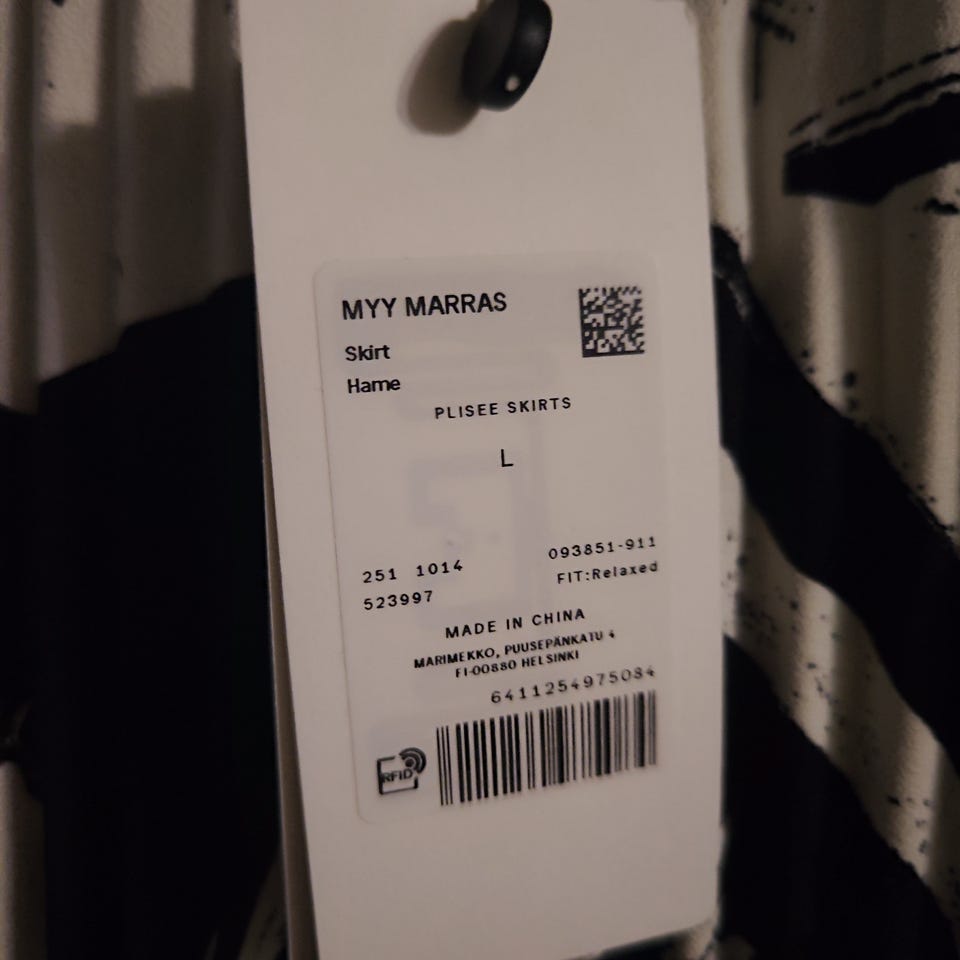 MYY MARRAS
Skirt
Hame
PLISEE SKIRTS
L
251 1014
093851-911
523997
FIT:Relaxed
MADE IN CHINA
MARIMEKKO, PUUSEPÄNKATU 4
FI-00880 HELSINKI
6411254975084
RFID